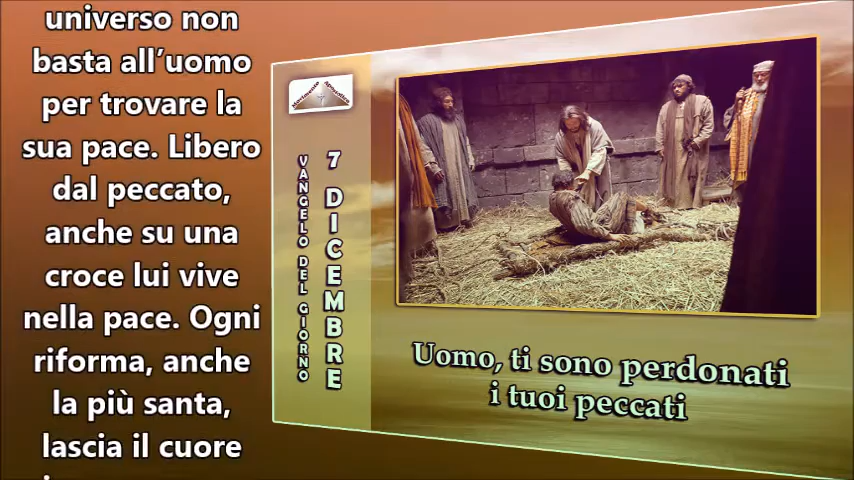 universo non
basta all’uomo
per trovare la
sua pace. Libero
dal peccato,
anche su una
croce lui vive
nella pace. Ogni
riforma, anche
la più santa,
lascia il cuore
Movimento Apostolico
VANGELO DEL GIORNO
7 DICEMBRE
Uomo, ti sono perdonati
i tuoi peccati